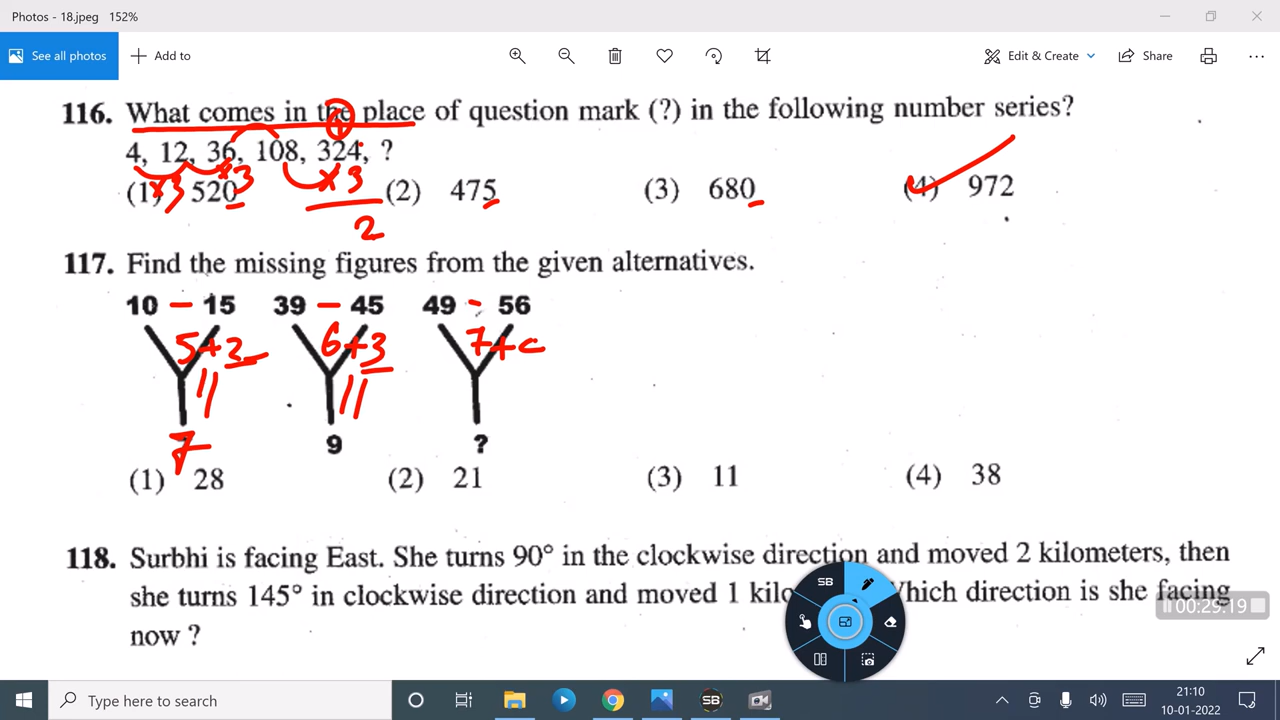 Photos - 18.jpeg 152%
See all photos Add to Edit & Create Share
116. What comes in the place of question mark (?) in the following number series?
4, 12, 36, 108, 324, ?
×3 ×3 ×3
(1) 520 (2) 475 (3) 680 (4) 972
2
117. Find the missing figures from the given alternatives.
10 - 15 39 - 45 49 - 56
5+2 6+3 7+
7 9 ?
(1) 28 (2) 21 (3) 11 (4) 38
118. Surbhi is facing East. She turns 90° in the clockwise direction and moved 2 kilometers, then
SB
she turns 145° in clockwise direction and moved 1 kilo hich direction is she facing
00:29.19
now ?
Type here to search SB 21:10
10-01-2022